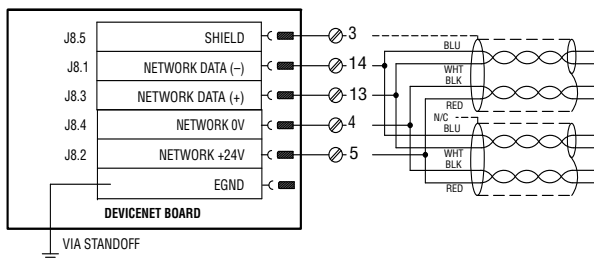 J8.5 SHIELD 3
J8.1 NETWORK DATA (–) 14
J8.3 NETWORK DATA (+) 13
J8.4 NETWORK 0V 4
J8.2 NETWORK +24V 5
EGND
DEVICENET BOARD
VIA STANDOFF
BLU
WHT
BLK
RED
N/C
BLU
WHT
BLK
RED